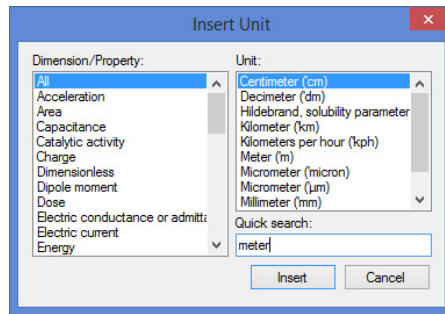 Insert Unit
Dimension/Property:
All
Acceleration
Area
Capacitance
Catalytic activity
Charge
Dimensionless
Dipole moment
Dose
Electric conductance or admitta
Electric current
Energy
Unit:
Centimeter ('cm)
Decimeter ('dm)
Hildebrand, solubility parameter
Kilometer ('km)
Kilometers per hour ('kph)
Meter ('m)
Micrometer ('micron)
Micrometer ('μm)
Millimeter ('mm)
Quick search:
meter
Insert
Cancel